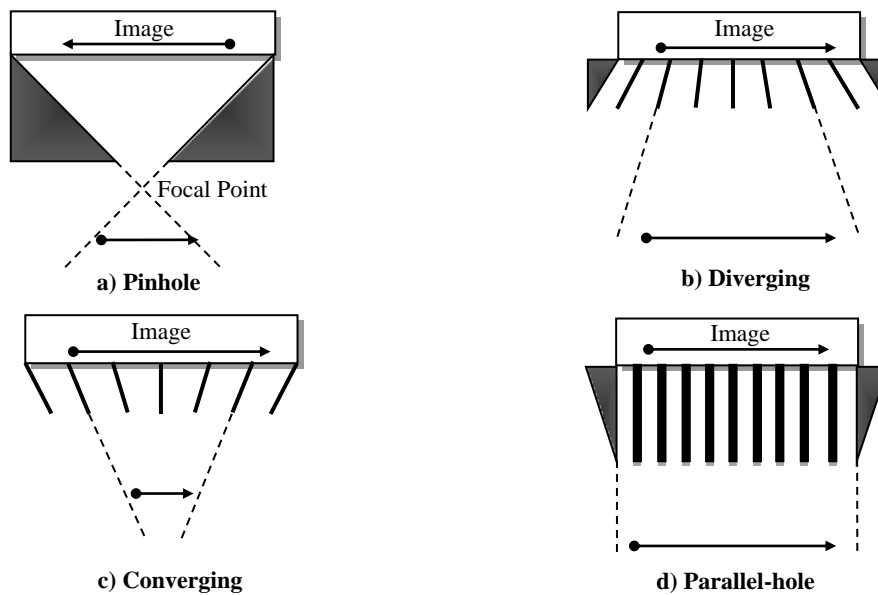 Image
Focal Point
a) Pinhole
Image
b) Diverging
Image
c) Converging
Image
d) Parallel-hole